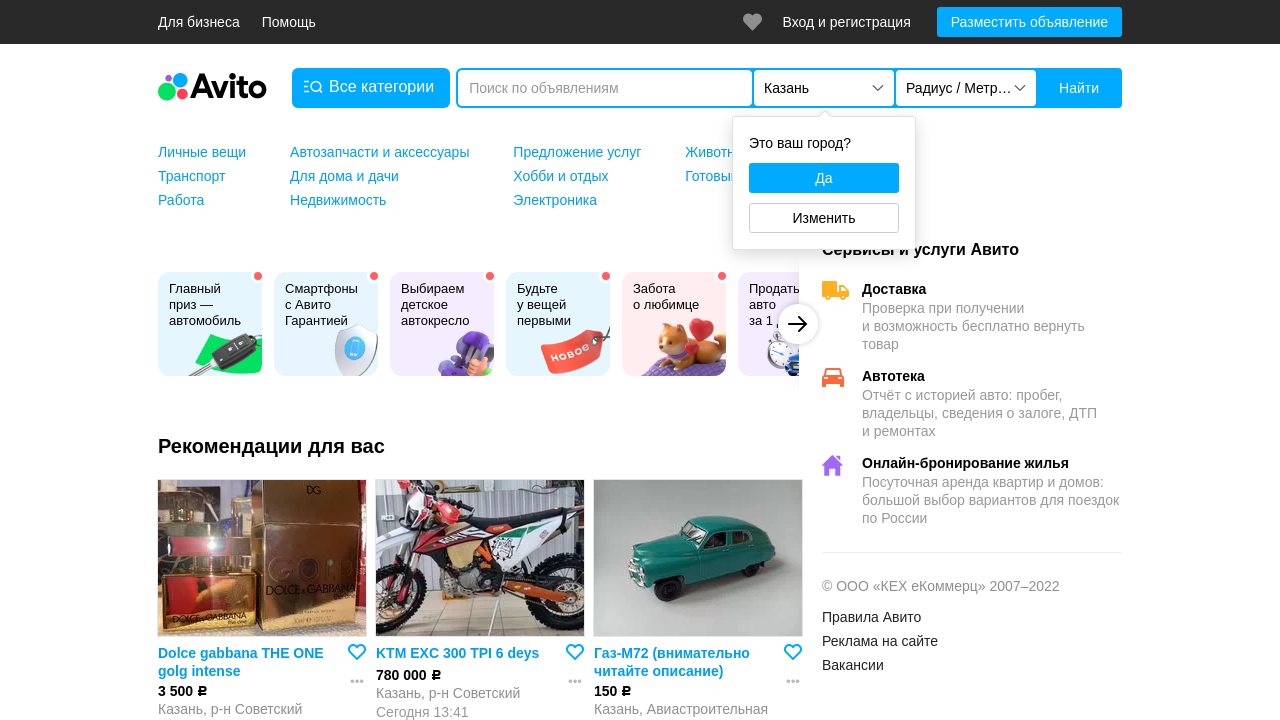 Для бизнеса
Помощь
Вход и регистрация
Разместить объявление
Avito
Все категории
Поиск по объявлениям
Казань
Радиус / Метр…
Найти
Это ваш город?
Да
Изменить
Личные вещи
Автозапчасти и аксессуары
Предложение услуг
Транспорт
Для дома и дачи
Хобби и отдых
Работа
Недвижимость
Электроника
Главный
приз —
автомобиль
Смартфоны
с Авито
Гарантией
Выбираем
детское
автокресло
Будьте
у вещей
первыми
НОВОЕ
Забота
о любимце
Продать
авто
за 1
Сервисы и услуги Авито
Доставка
Проверка при получении
и возможность бесплатно вернуть
товар
Автотека
Отчёт с историей авто: пробег,
владельцы, сведения о залоге, ДТП
и ремонтах
Онлайн-бронирование жилья
Посуточная аренда квартир и домов:
большой выбор вариантов для поездок
по России
Рекомендации для вас
DG
DOLCE & GABBANA
DOLCE & GABBANA
Dolce gabbana THE ONE
golg intense
3 500 ₽
Казань, р-н Советский
KTM EXC 300 TPI 6 deys
780 000 ₽
Казань, р-н Советский
Сегодня 13:41
Газ-М72 (внимательно
читайте описание)
150 ₽
Казань, Авиастроительная
© ООО «КЕХ еКоммерц» 2007–2022
Правила Авито
Реклама на сайте
Вакансии